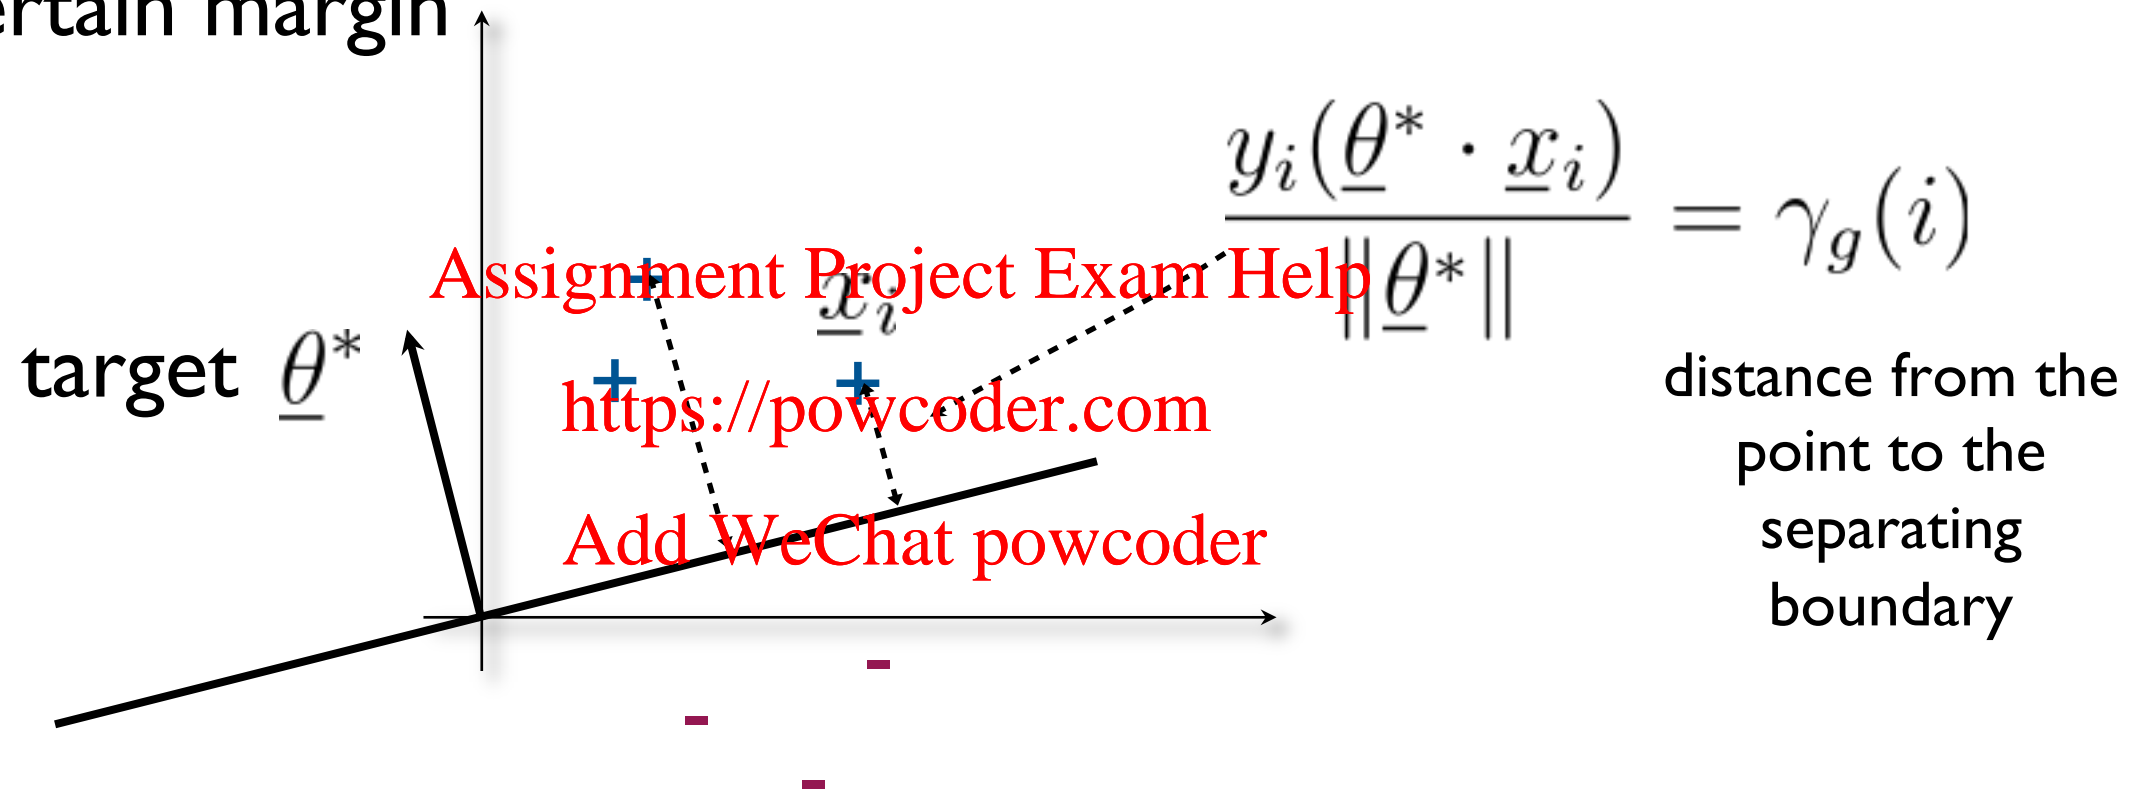 ertain margin
y_i(θ* · x_i)
‖θ*‖
= γ_g(i)
Assignment Project Exam Help
x_i
target θ*
+
+
+
https://powcoder.com
distance from the
point to the
separating
boundary
Add WeChat powcoder
-
-
-